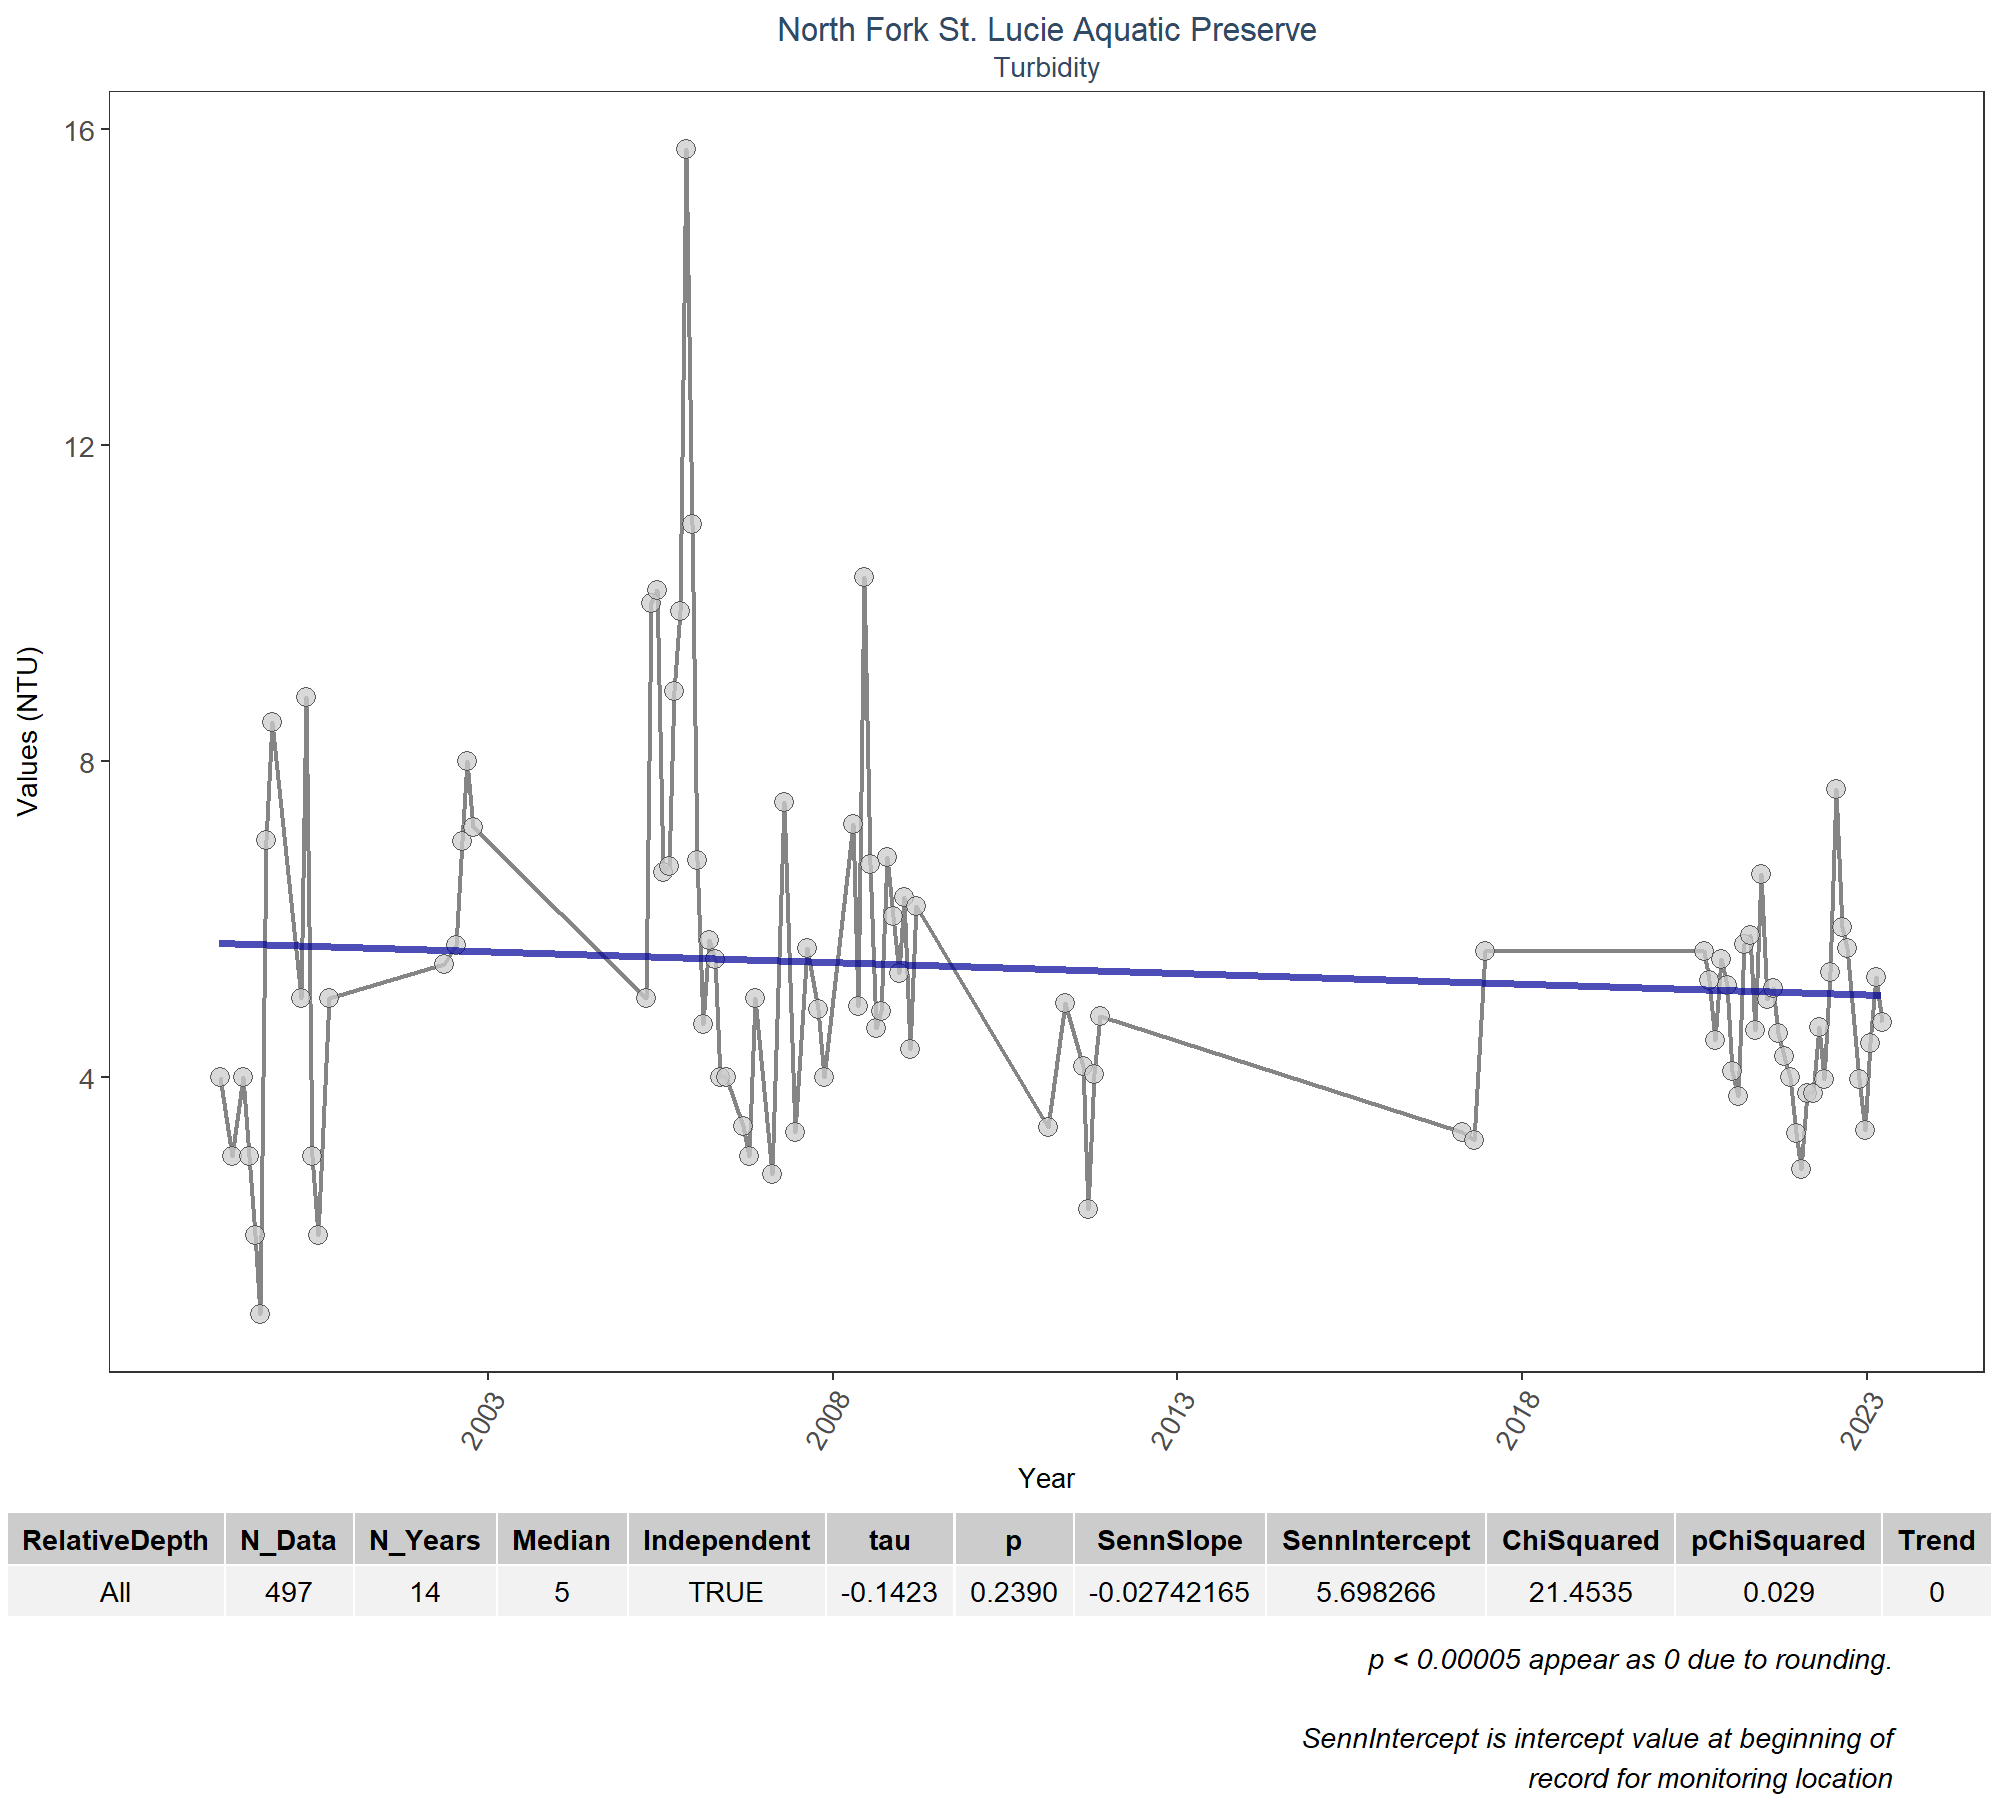 North Fork St. Lucie Aquatic Preserve
Turbidity
16
12
8
4
Values (NTU)
2003
2008
2013
2018
2023
Year
RelativeDepth N_Data N_Years Median Independent tau p SennSlope SennIntercept ChiSquared pChiSquared Trend
All 497 14 5 TRUE -0.1423 0.2390 -0.02742165 5.698266 21.4535 0.029 0
p < 0.00005 appear as 0 due to rounding.
SennIntercept is intercept value at beginning of
record for monitoring location